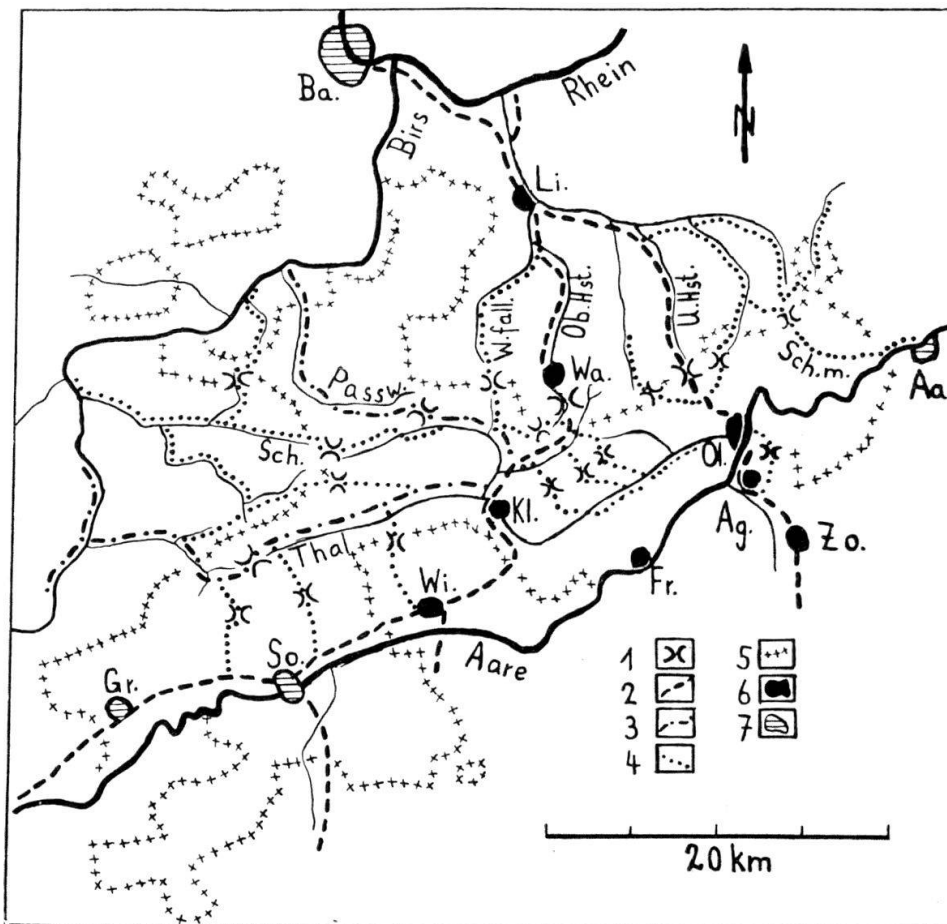 Ba.
Rhein
N
Birs
Li.
W.fall.
Ob.Hst.
U.Hst.
Wa.
Sch.m.
Aa
Passw.
Sch.
Ol.
Kl.
Ag.
Zo.
Thal
Wi.
Fr.
Aare
So.
Gr.
1
2
3
4
5
6
7
20 km